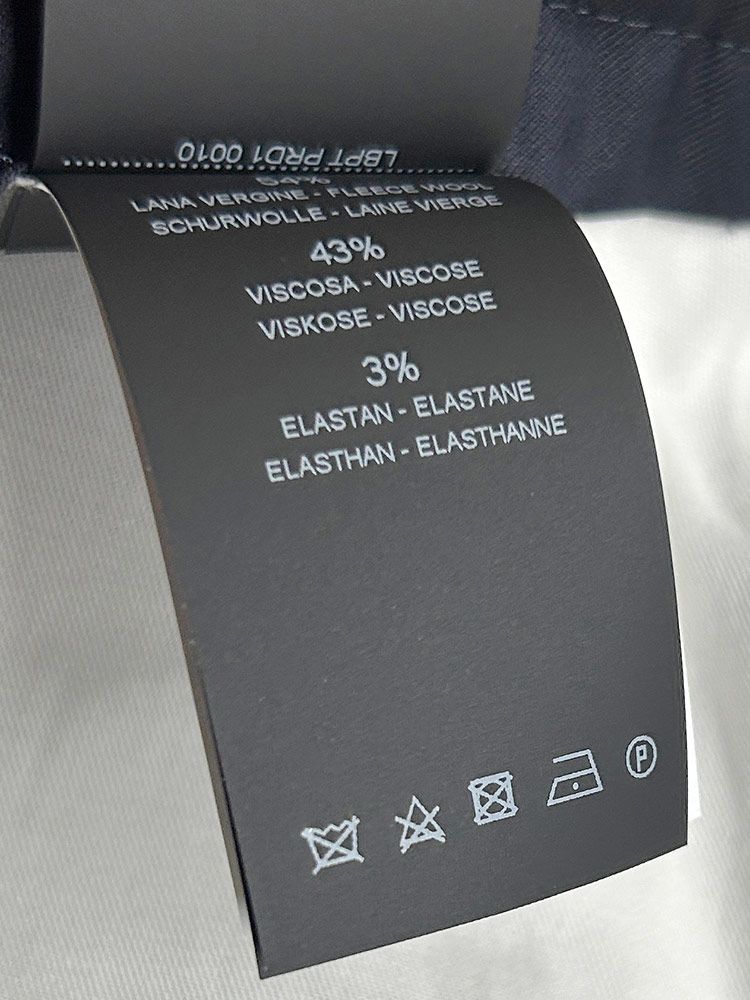 LBPT PRD1 0010
54%
LANA VERGINE - FLEECE WOOL
SCHURWOLLE - LAINE VIERGE
43%
VISCOSA - VISCOSE
VISKOSE - VISCOSE
3%
ELASTAN - ELASTANE
ELASTHAN - ELASTHANNE
P